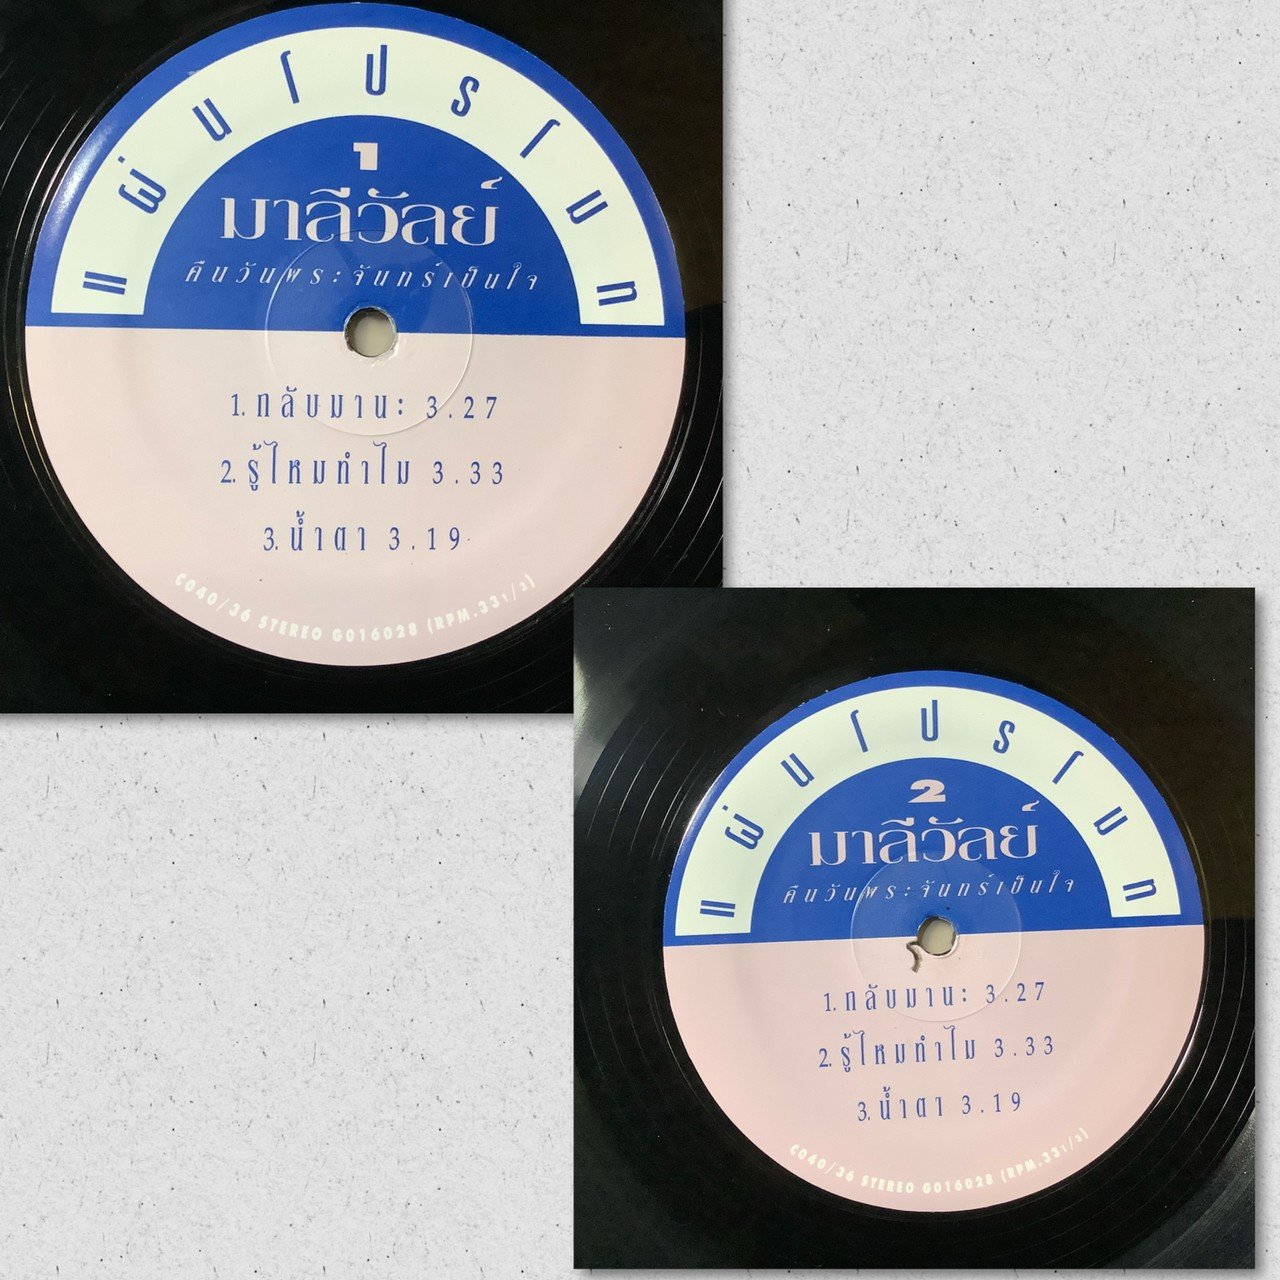 แผ่นโปรโมท
1
มาลีวัลย์
คืนวันพระจันทร์เป็นใจ
1. กลับมานะ 3.27
2. รู้ไหมทำไม 3.33
3. น้ำตา 3.19
C040/36 STEREO G016028 (RPM.33 1/3)
แผ่นโปรโมท
2
มาลีวัลย์
คืนวันพระจันทร์เป็นใจ
1. กลับมานะ 3.27
2. รู้ไหมทำไม 3.33
3. น้ำตา 3.19
C040/36 STEREO G016028 (RPM.33 1/3)